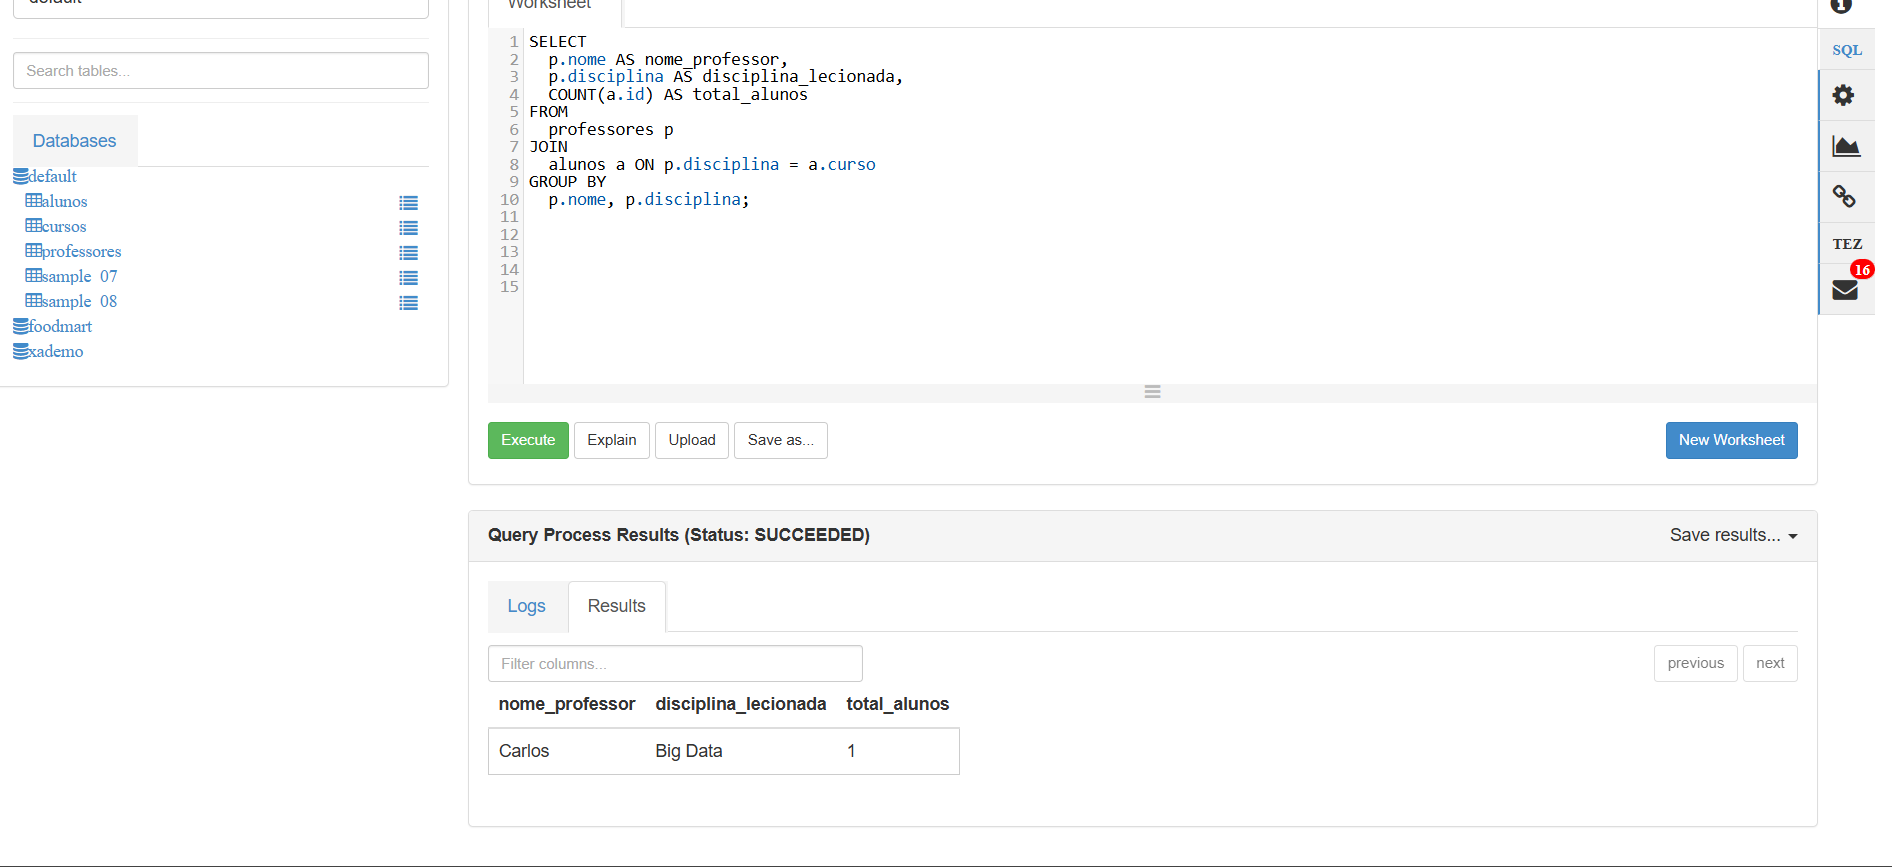 default
Search tables...
Databases
default
alunos
cursos
professores
sample_07
sample_08
foodmart
xademo
Worksheet
1 SELECT
2 p.nome AS nome_professor,
3 p.disciplina AS disciplina_lecionada,
4 COUNT(a.id) AS total_alunos
5 FROM
6 professores p
7 JOIN
8 alunos a ON p.disciplina = a.curso
9 GROUP BY
10 p.nome, p.disciplina;
11
12
13
14
15
Execute Explain Upload Save as... New Worksheet
Query Process Results (Status: SUCCEEDED) Save results...
Logs Results
Filter columns... previous next
nome_professor disciplina_lecionada total_alunos
Carlos Big Data 1
SQL
TEZ
16